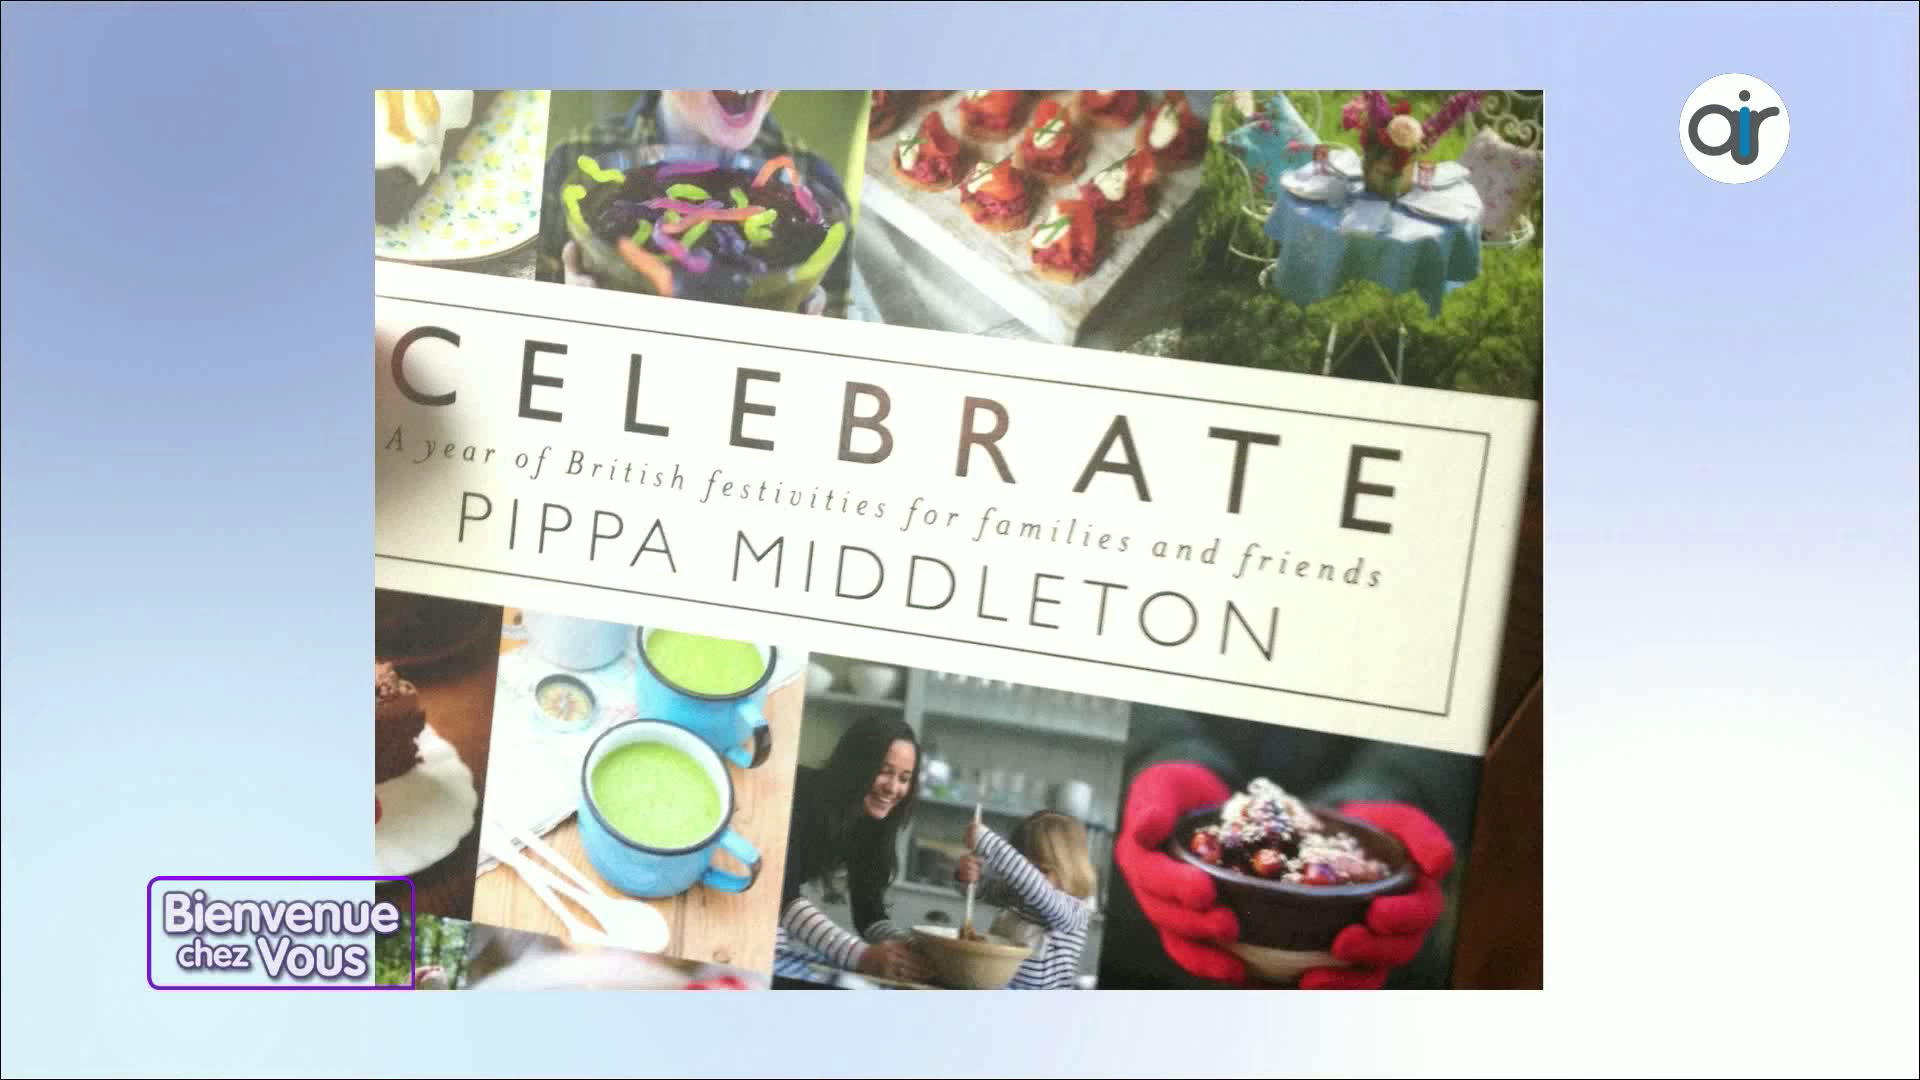 air
CELEBRATE
A year of British festivities for families and friends
PIPPA MIDDLETON
Bienvenue
chez Vous